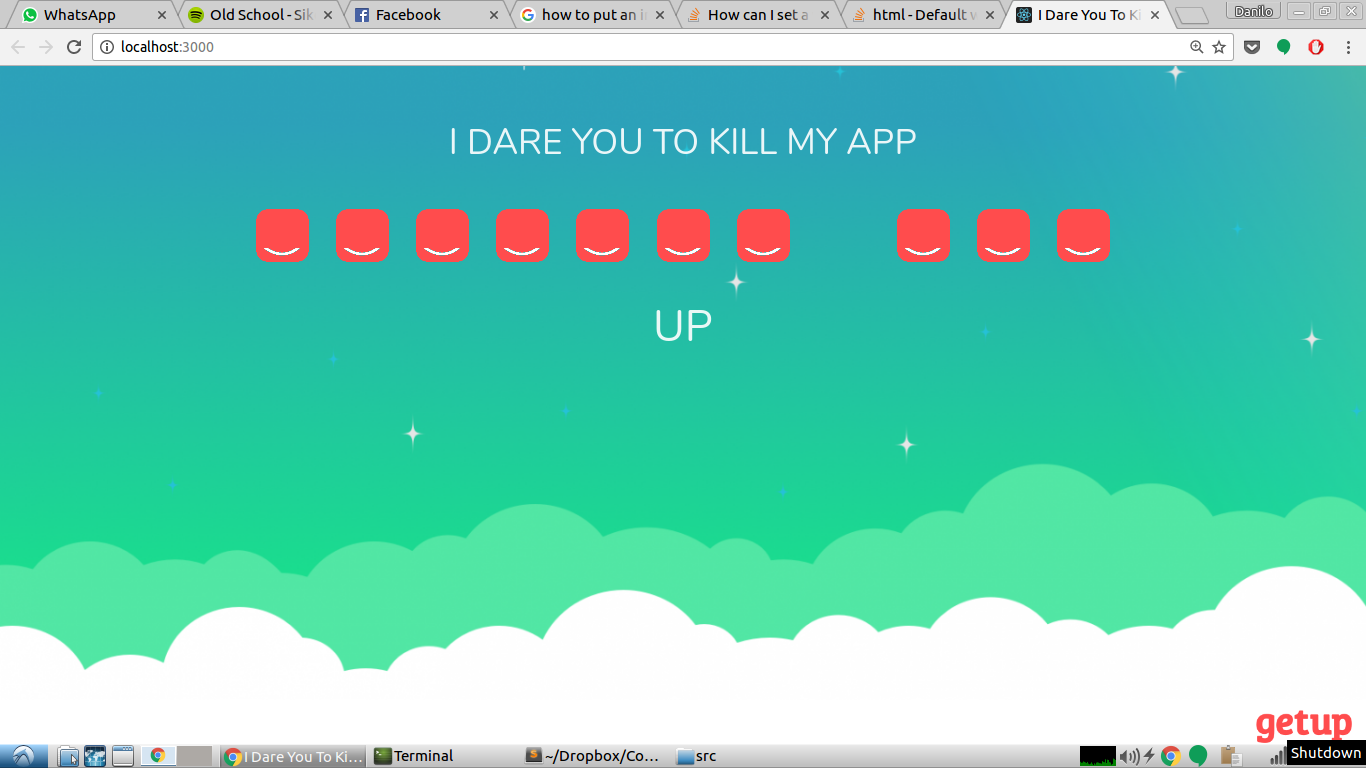 WhatsApp
Old School - Sik
Facebook
how to put an i
How can I set a
html - Default w
I Dare You To Ki
Danilo
localhost:3000
I DARE YOU TO KILL MY APP
UP
getup
I Dare You To Ki...
Terminal
~/Dropbox/Co...
src
Shutdown